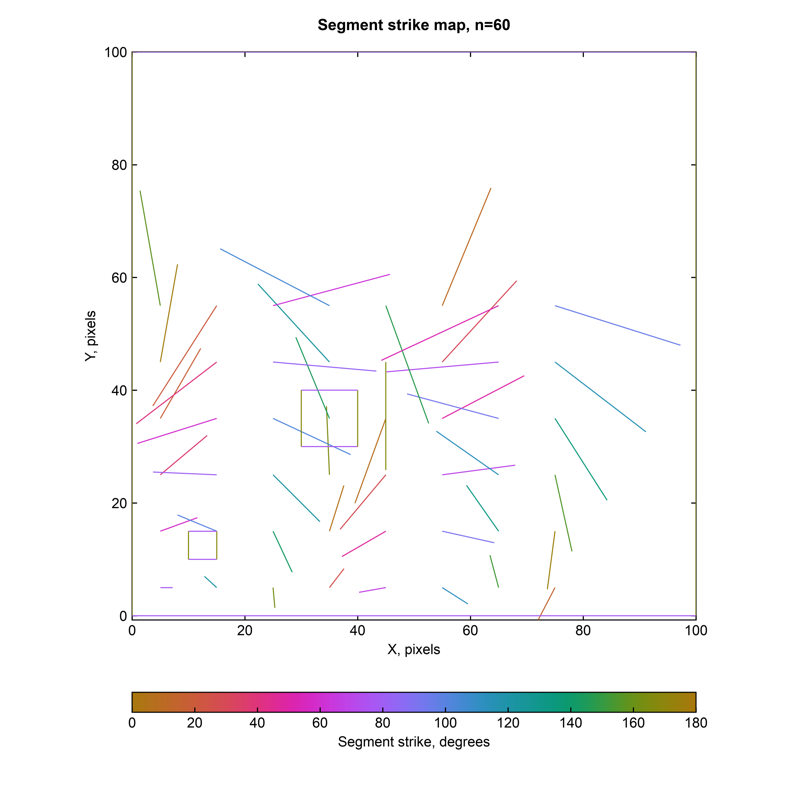 Segment strike map, n=60
100
80
60
40
20
0
Y, pixels
0 20 40 60 80 100
X, pixels
0 20 40 60 80 100 120 140 160 180
Segment strike, degrees